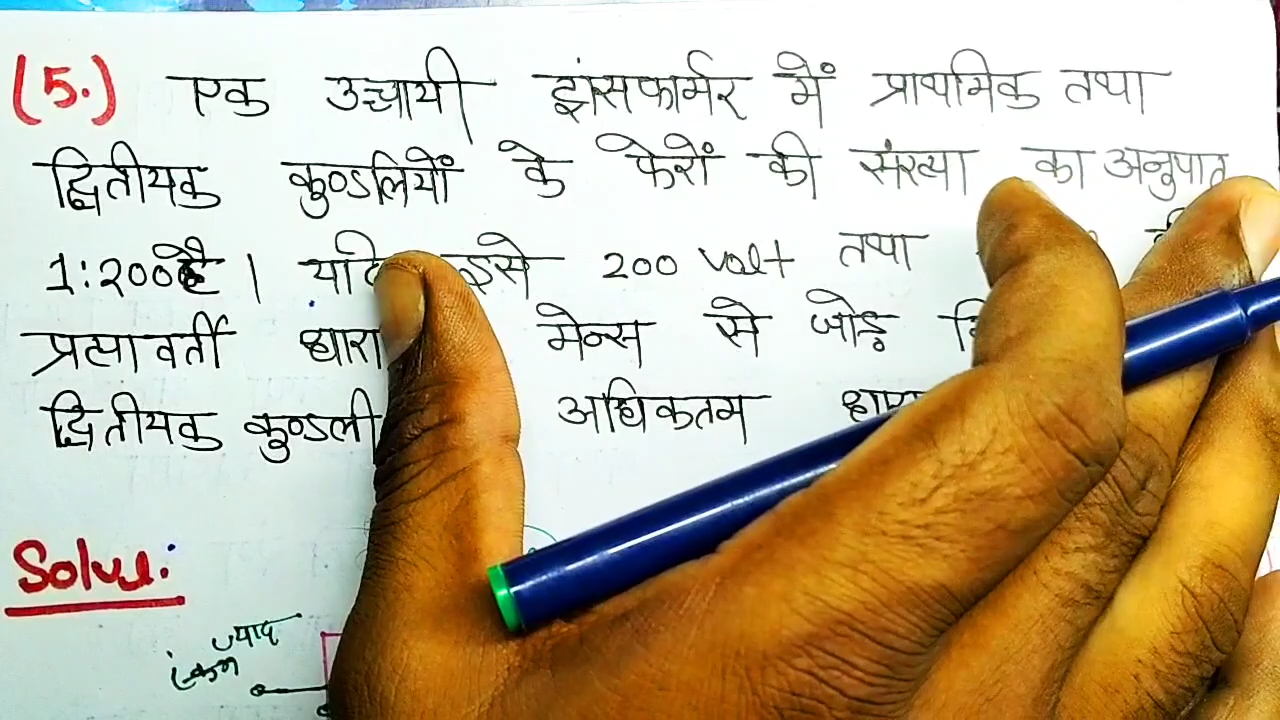 (5.) एक उच्चायी ट्रांसफार्मर में प्राथमिक तथा
द्वितीयक कुण्डलियों के फेरों की संख्या का अनुपात
1:200 है । यदि इसे 200 volt तथा
प्रत्यावर्ती धारा मेन्स से जोड़
द्वितीयक कुण्डली अधिकतम धारा
Solve: